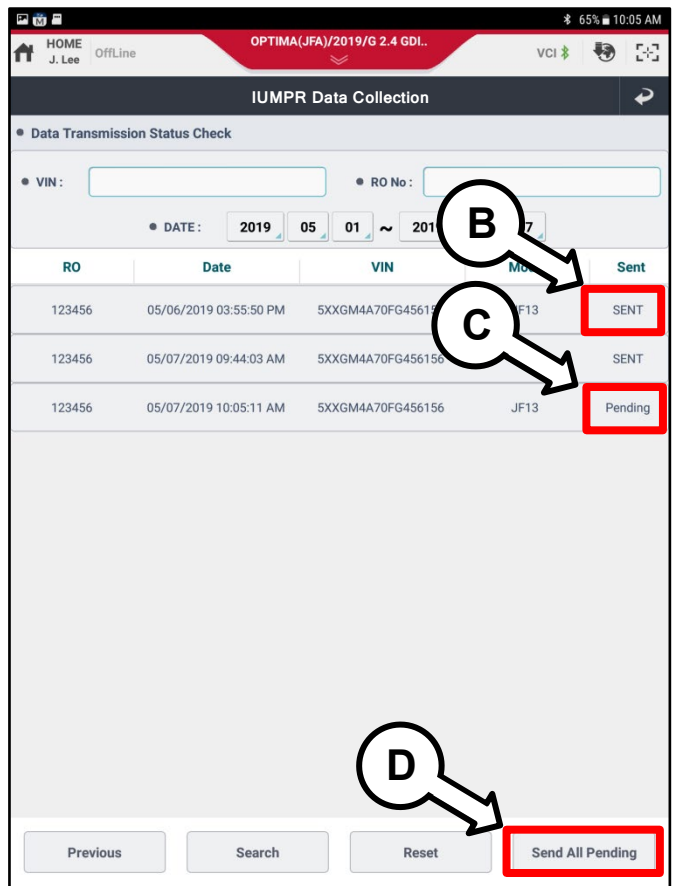 65% 10:05 AM
HOME
J. Lee
OffLine
OPTIMA(JFA)/2019/G 2.4 GDI..
VCI
IUMPR Data Collection
Data Transmission Status Check
VIN :
RO No :
DATE : 2019 05 01 ~ 7
B
RO Date VIN Sent
123456 05/06/2019 03:55:50 PM SENT
C
123456 05/07/2019 09:44:03 AM 5XXGM4A70FG456156 SENT
123456 05/07/2019 10:05:11 AM 5XXGM4A70FG456156 JF13 Pending
D
Previous Search Reset Send All Pending